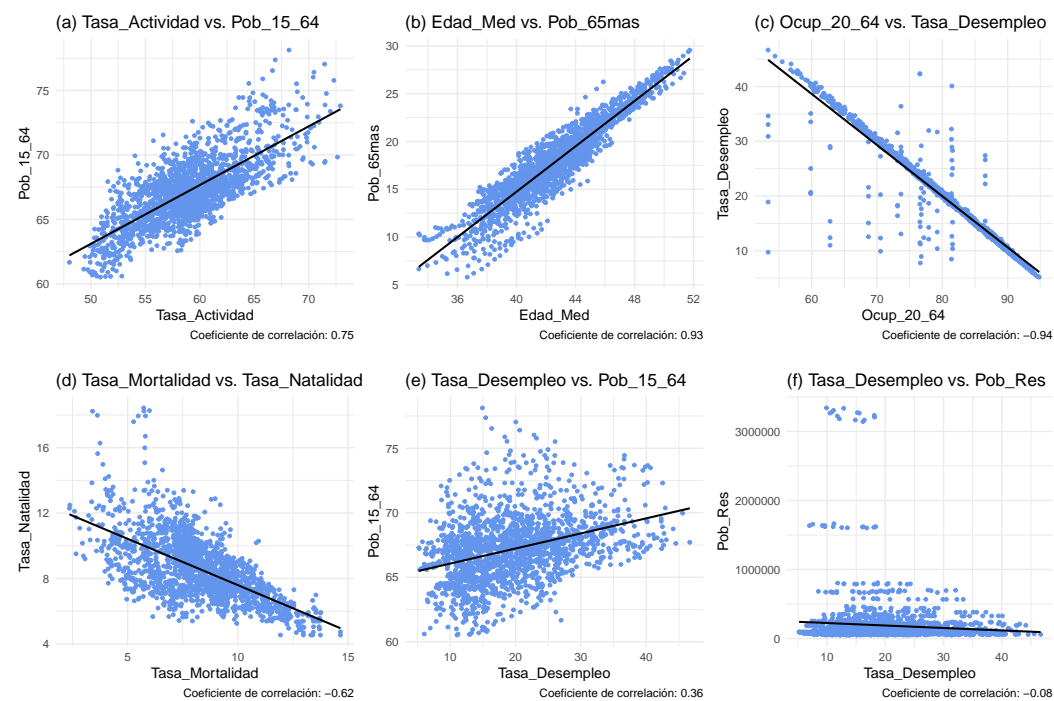 (a) Tasa_Actividad vs. Pob_15_64
Pob_15_64
75
70
65
60
50
55
60
65
70
Tasa_Actividad
Coeficiente de correlación: 0.75
(b) Edad_Med vs. Pob_65mas
Pob_65mas
30
25
20
15
10
5
36
40
44
48
52
Edad_Med
Coeficiente de correlación: 0.93
(c) Ocup_20_64 vs. Tasa_Desempleo
Tasa_Desempleo
40
30
20
10
60
70
80
90
Ocup_20_64
Coeficiente de correlación: −0.94
(d) Tasa_Mortalidad vs. Tasa_Natalidad
Tasa_Natalidad
16
12
8
4
5
10
15
Tasa_Mortalidad
Coeficiente de correlación: −0.62
(e) Tasa_Desempleo vs. Pob_15_64
Pob_15_64
75
70
65
60
10
20
30
40
Tasa_Desempleo
Coeficiente de correlación: 0.36
(f) Tasa_Desempleo vs. Pob_Res
Pob_Res
3000000
2000000
1000000
0
10
20
30
40
Tasa_Desempleo
Coeficiente de correlación: −0.08